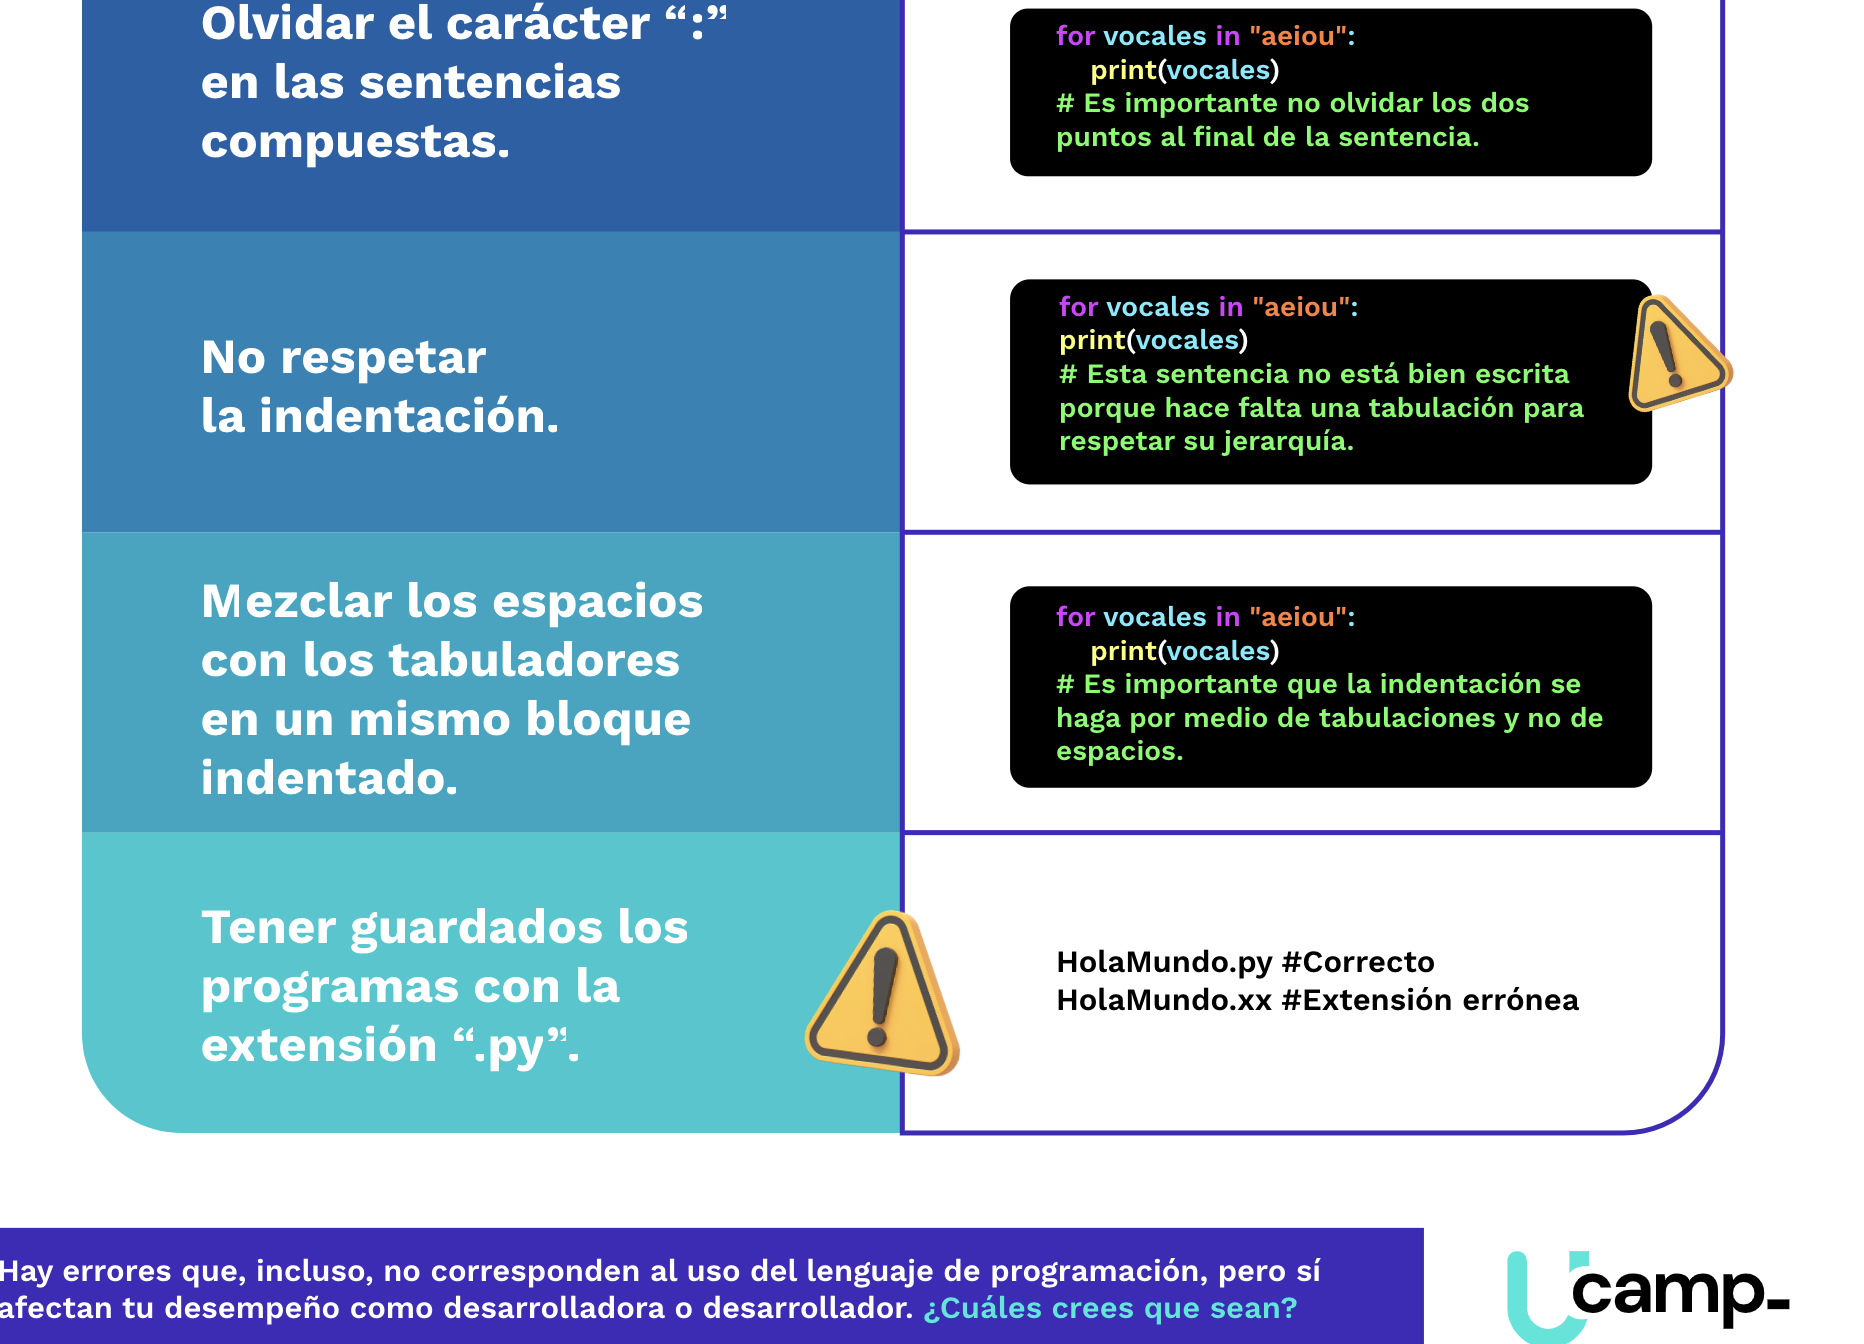 Olvidar el carácter “:”
en las sentencias
compuestas.
for vocales in "aeiou":
print(vocales)
# Es importante no olvidar los dos
puntos al final de la sentencia.
No respetar
la indentación.
for vocales in "aeiou":
print(vocales)
# Esta sentencia no está bien escrita
porque hace falta una tabulación para
respetar su jerarquía.
Mezclar los espacios
con los tabuladores
en un mismo bloque
indentado.
for vocales in "aeiou":
print(vocales)
# Es importante que la indentación se
haga por medio de tabulaciones y no de
espacios.
Tener guardados los
programas con la
extensión “.py”.
HolaMundo.py #Correcto
HolaMundo.xx #Extensión errónea
Hay errores que, incluso, no corresponden al uso del lenguaje de programación, pero sí
afectan tu desempeño como desarrolladora o desarrollador. ¿Cuáles crees que sean?
Ucamp-